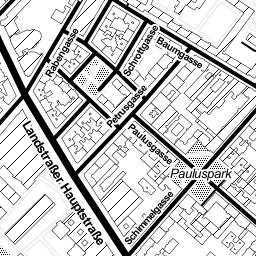 Rabengasse
Schrottgasse
Baumgasse
Petrusgasse
Paulusgasse
Landstraßer Hauptstraße
Pauluspark
Schimmelgasse